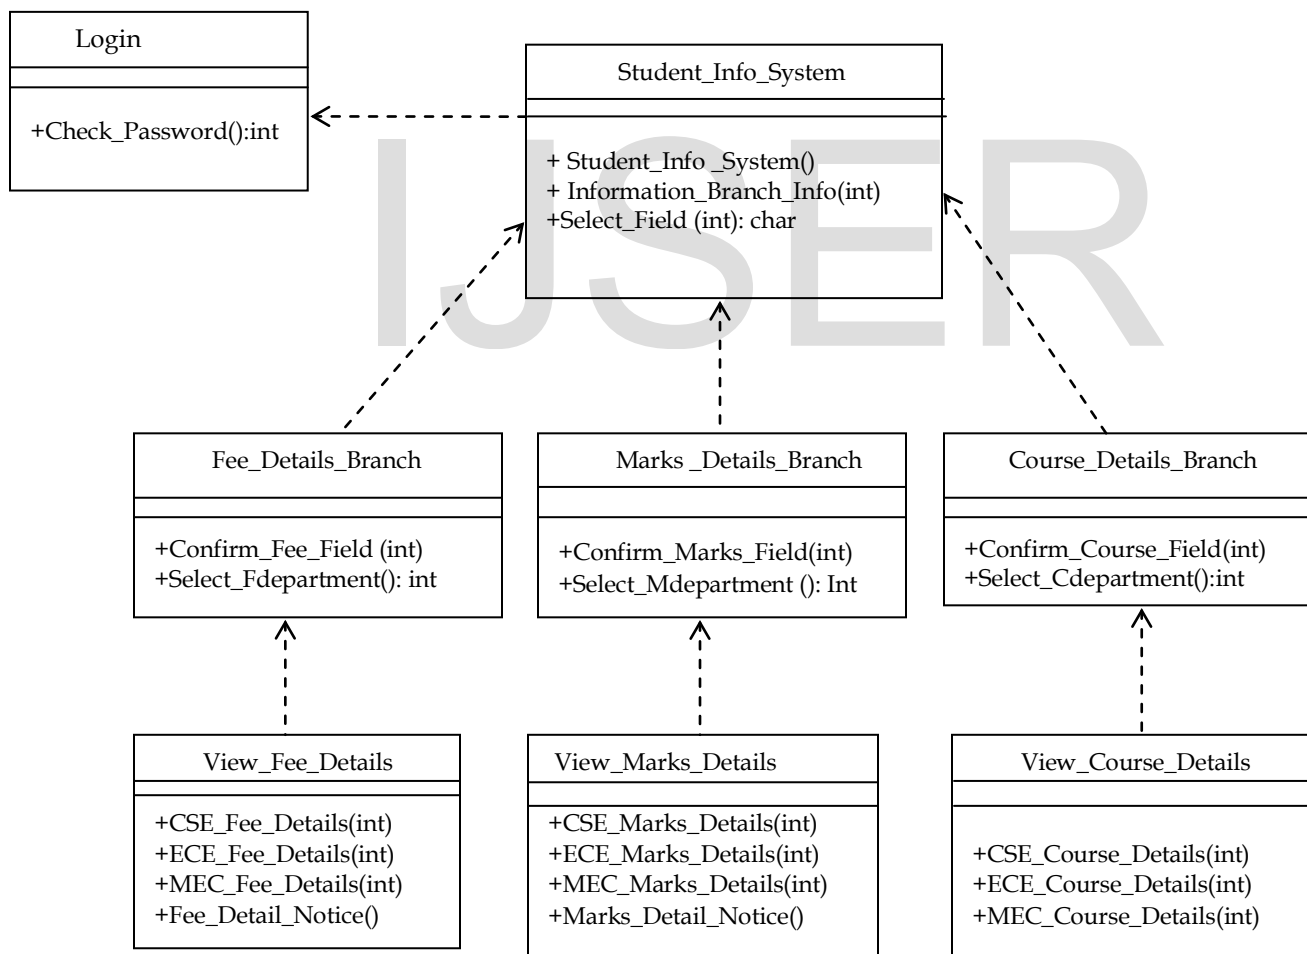 Login
+Check_Password():int
Student_Info_System
+ Student_Info _System()
+ Information_Branch_Info(int)
+Select_Field (int): char
IJSER
Fee_Details_Branch
+Confirm_Fee_Field (int)
+Select_Fdepartment(): int
Marks _Details_Branch
+Confirm_Marks_Field(int)
+Select_Mdepartment (): Int
Course_Details_Branch
+Confirm_Course_Field(int)
+Select_Cdepartment():int
View_Fee_Details
+CSE_Fee_Details(int)
+ECE_Fee_Details(int)
+MEC_Fee_Details(int)
+Fee_Detail_Notice()
View_Marks_Details
+CSE_Marks_Details(int)
+ECE_Marks_Details(int)
+MEC_Marks_Details(int)
+Marks_Detail_Notice()
View_Course_Details
+CSE_Course_Details(int)
+ECE_Course_Details(int)
+MEC_Course_Details(int)